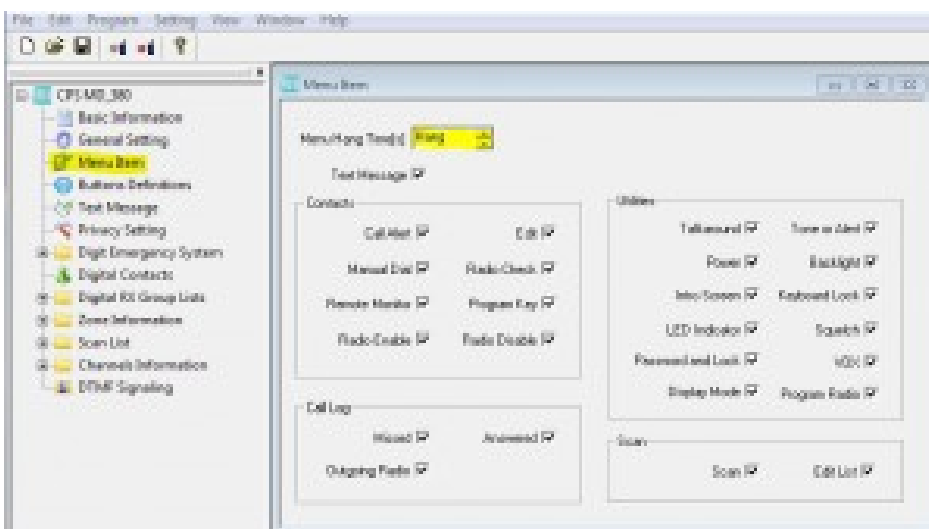 File Edit Program Setting View Window Help
CPS MD_380
Basic Information
General Setting
Menu Item
Buttons Definitions
Text Message
Privacy Setting
Digit Emergency System
Digital Contacts
Digital RX Group Lists
Zone Information
Scan List
Channels Information
DTMF Signaling
Menu Item
Menu Hang Time[s] Hang
Text Message
Contacts
Call Alert Edit
Manual Dial Radio Check
Remote Monitor Program Key
Radio Enable Radio Disable
Call Log
Missed Answered
Outgoing Radio
Utilities
Talkaround Tone or Alert
Power Backlight
Intro Screen Keyboard Lock
LED Indicator Squelch
Password and Lock VOX
Display Mode Program Radio
Scan
Scan Edit List